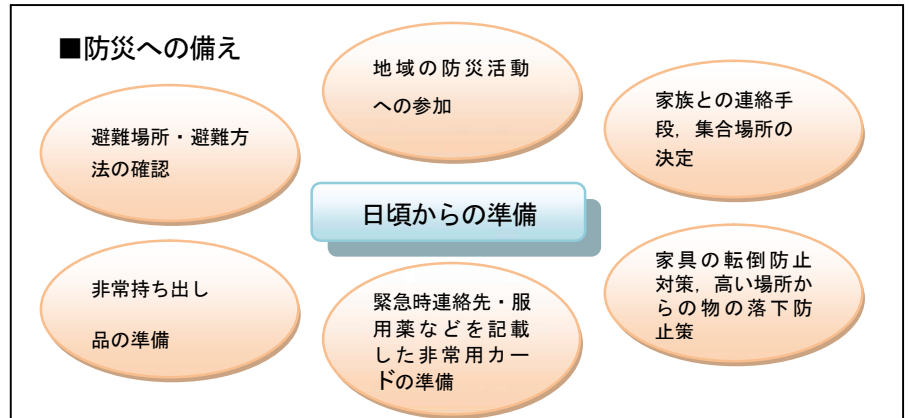 ■防災への備え
地域の防災活動
への参加
家族との連絡手
段，集合場所の
決定
避難場所・避難方
法の確認
日頃からの準備
非常持ち出し
品の準備
緊急時連絡先・服
用薬などを記載
した非常用カー
ドの準備
家具の転倒防止
対策，高い場所か
らの物の落下防
止策